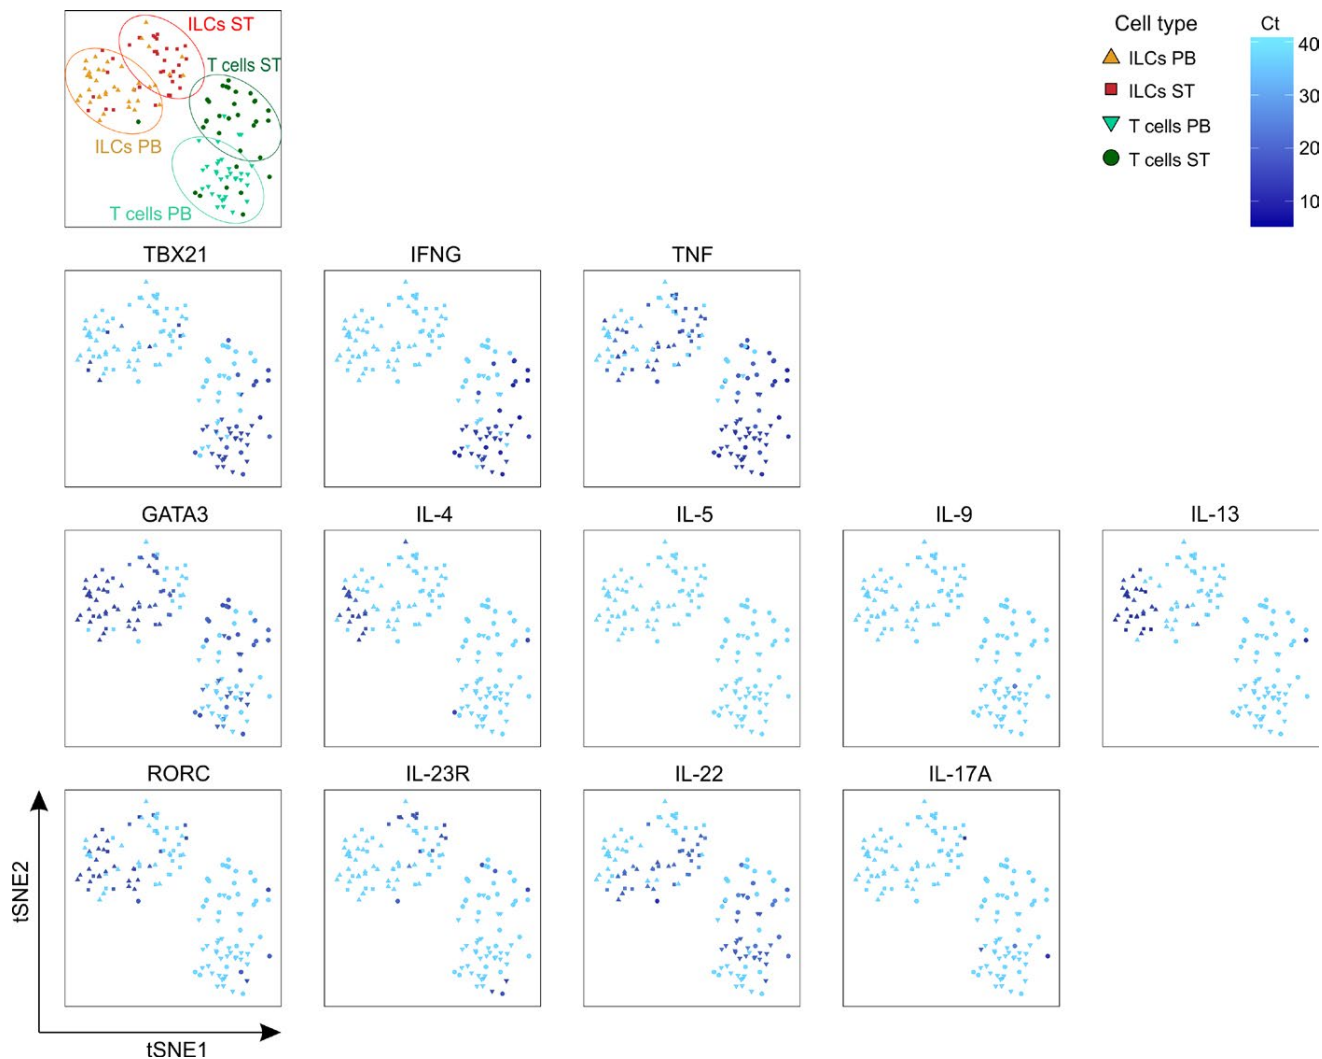 ILCs ST
T cells ST
ILCs PB
T cells PB
Cell type
ILCs PB
ILCs ST
T cells PB
T cells ST
Ct
40
30
20
10
TBX21
IFNG
TNF
GATA3
IL-4
IL-5
IL-9
IL-13
RORC
IL-23R
IL-22
IL-17A
tSNE2
tSNE1